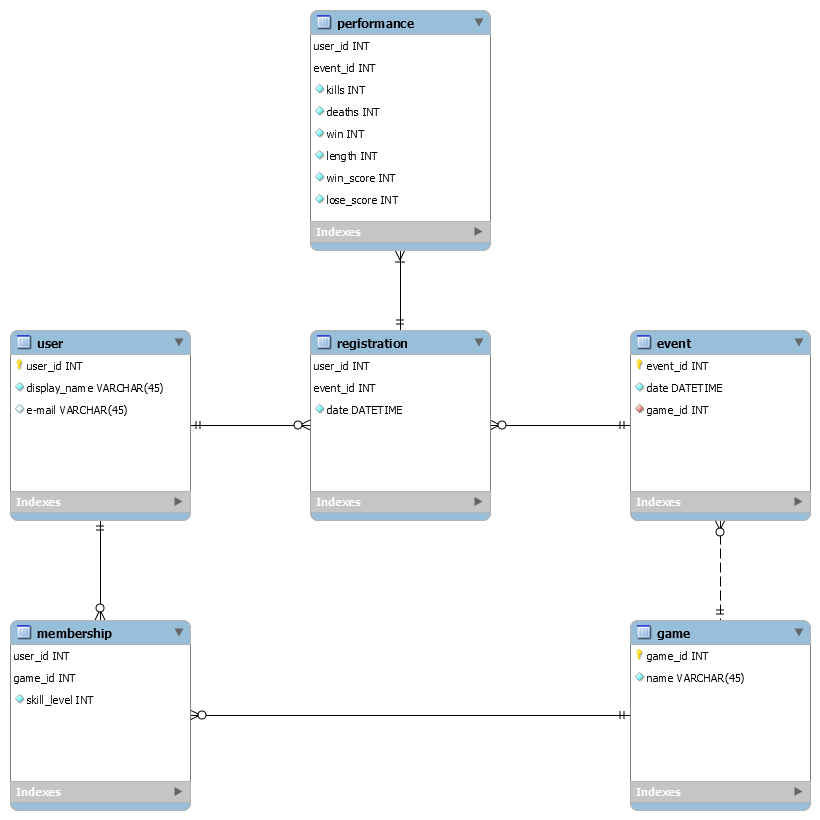 performance
user_id INT
event_id INT
kills INT
deaths INT
win INT
length INT
win_score INT
lose_score INT
Indexes
user
user_id INT
display_name VARCHAR(45)
e-mail VARCHAR(45)
Indexes
registration
user_id INT
event_id INT
date DATETIME
Indexes
event
event_id INT
date DATETIME
game_id INT
Indexes
membership
user_id INT
game_id INT
skill_level INT
Indexes
game
game_id INT
name VARCHAR(45)
Indexes